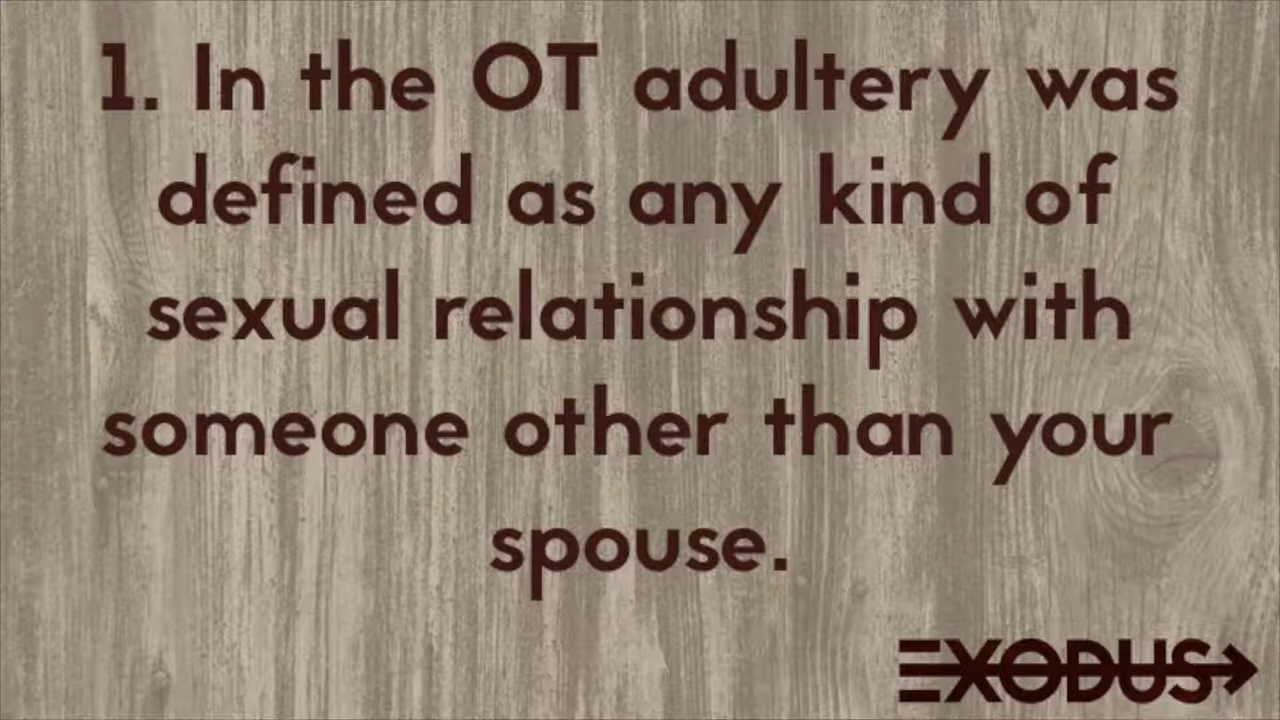 1. In the OT adultery was
defined as any kind of
sexual relationship with
someone other than your
spouse.
EXODUS